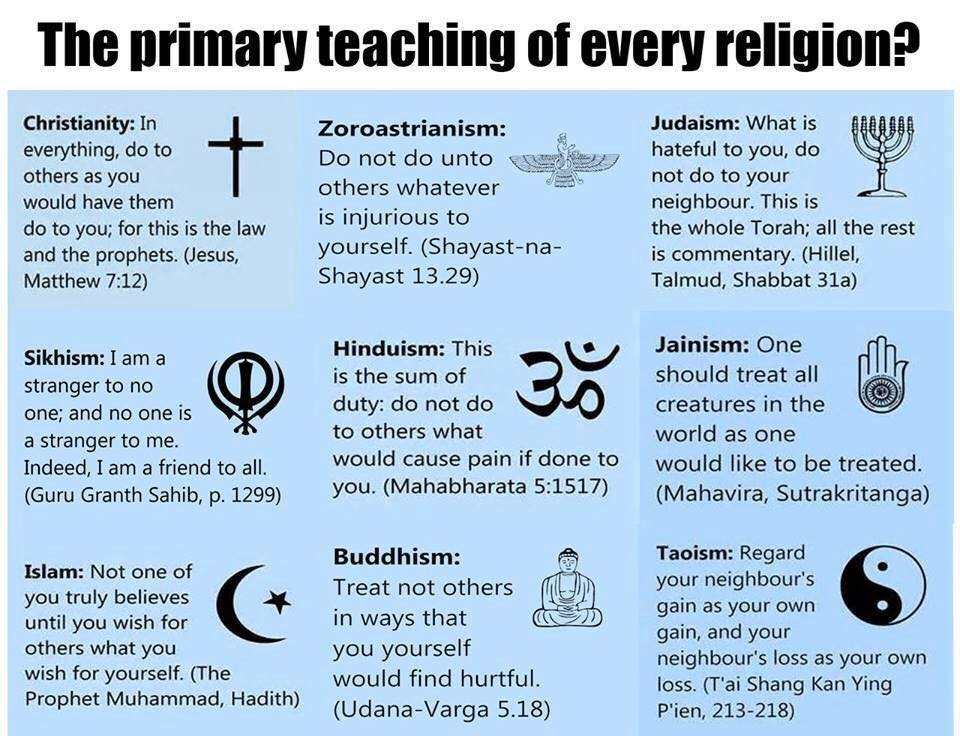 The primary teaching of every religion?
Christianity: In
everything, do to
others as you
would have them
do to you; for this is the law
and the prophets. (Jesus,
Matthew 7:12)
Zoroastrianism:
Do not do unto
others whatever
is injurious to
yourself. (Shayast-na-
Shayast 13.29)
Judaism: What is
hateful to you, do
not do to your
neighbour. This is
the whole Torah; all the rest
is commentary. (Hillel,
Talmud, Shabbat 31a)
Sikhism: I am a
stranger to no
one; and no one is
a stranger to me.
Indeed, I am a friend to all.
(Guru Granth Sahib, p. 1299)
Hinduism: This
is the sum of
duty: do not do
to others what
would cause pain if done to
you. (Mahabharata 5:1517)
Jainism: One
should treat all
creatures in the
world as one
would like to be treated.
(Mahavira, Sutrakritanga)
Islam: Not one of
you truly believes
until you wish for
others what you
wish for yourself. (The
Prophet Muhammad, Hadith)
Buddhism:
Treat not others
in ways that
you yourself
would find hurtful.
(Udana-Varga 5.18)
Taoism: Regard
your neighbour's
gain as your own
gain, and your
neighbour's loss as your own
loss. (T'ai Shang Kan Ying
P'ien, 213-218)